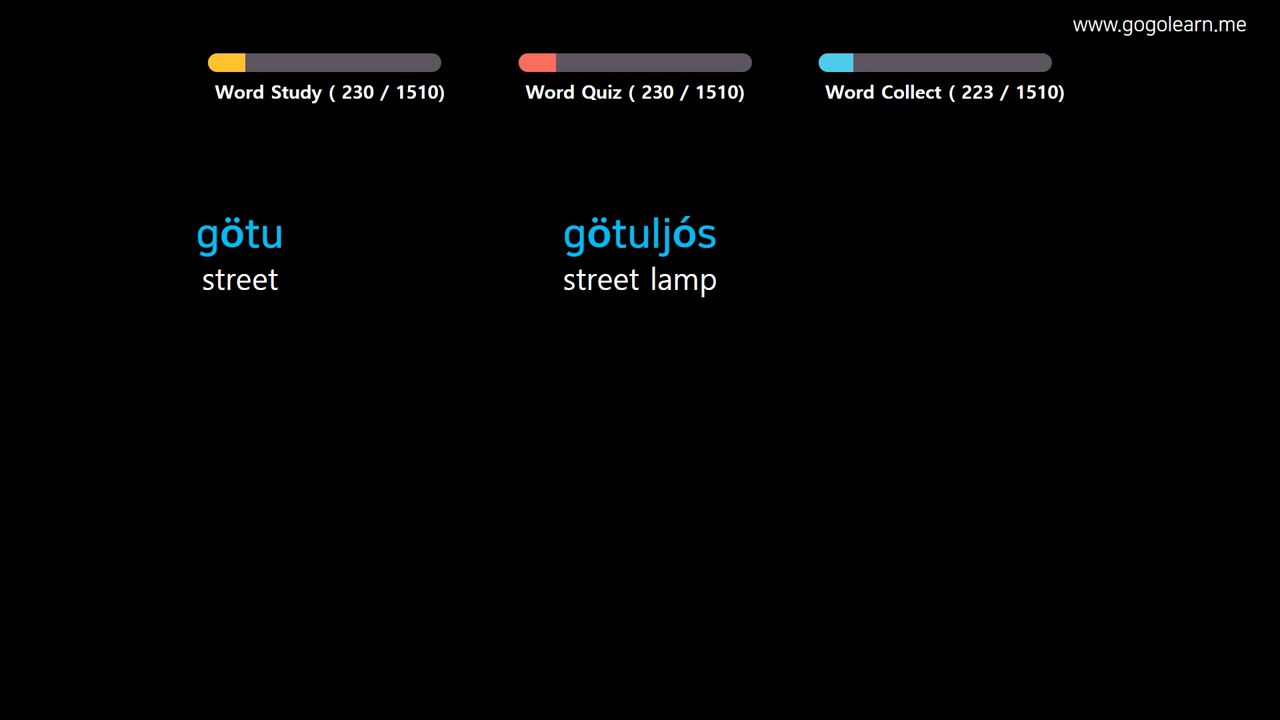 www.gogolearn.me
Word Study ( 230 / 1510)
Word Quiz ( 230 / 1510)
Word Collect ( 223 / 1510)
götu
street
götuljós
street lamp